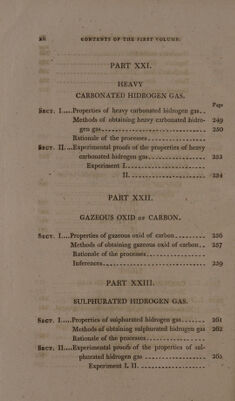 CONTENTS OF THE FIRST VOLUME.
PART XXI.
HEAVY
CARBONATED HIDROGEN GAS.
Page
SECT. I.....Properties of heavy carbonated hidrogen gas..
Methods of obtaining heavy carbonated hidro- 249
gen gas 250
Rationale of the processes
SECT. II...Experimental proofs of the properties of heavy
carbonated hidrogen gas 252
Experiment I.
II. 254
PART XXII.
GAZEOUS OXID OF CARBON.
SECT. I....Properties of gazeous oxid of carbon 256
Methods of obtaining gazeous oxid of carbon.. 257
Rationale of the processes
Inferences 259
PART XXIII.
SULPHURATED HIDROGEN GAS.
SECT. I.....Properties of sulphurated hidrogen gas 261
Methods of obtaining sulphurated hidrogen gas 262
Rationale of the processes
SECT. II....Experimental proofs of the properties of sul-
phurated hidrogen gas 265
Experiment I. II.